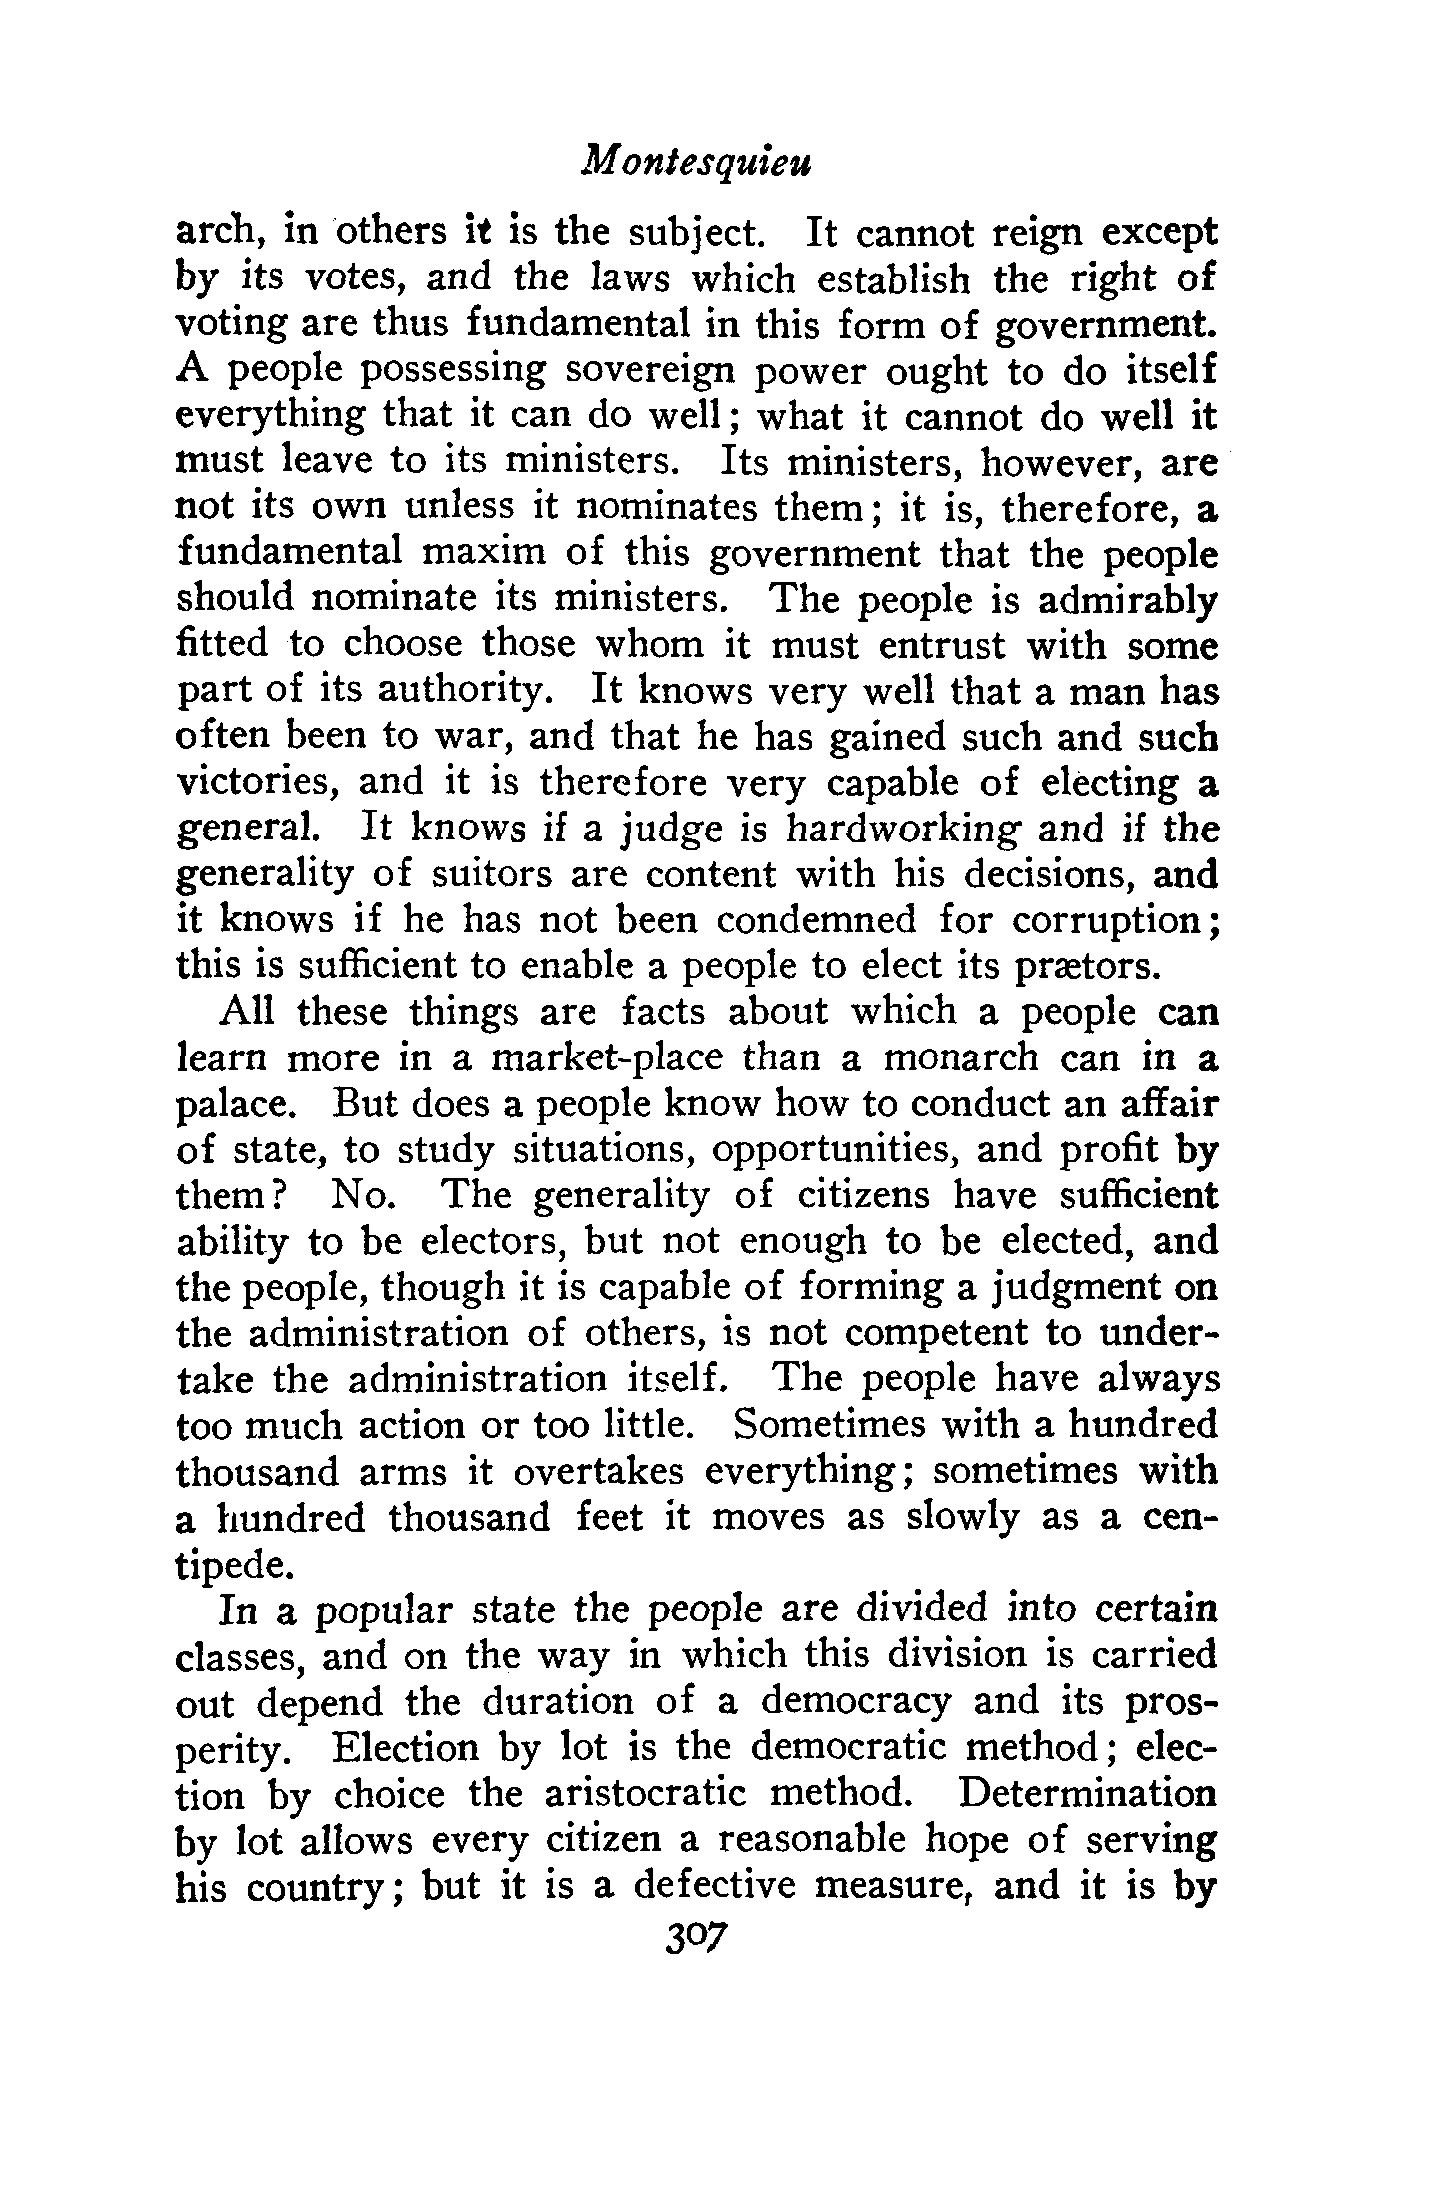 Montesquieu
arch, in others it is the subject. It cannot reign except
by its votes, and the laws which establish the right of
voting are thus fundamental in this form of government.
A people possessing sovereign power ought to do itself
everything that it can do well; what it cannot do well it
must leave to its ministers. Its ministers, however, are
not its own unless it nominates them; it is, therefore, a
fundamental maxim of this government that the people
should nominate its ministers. The people is admirably
fitted to choose those whom it must entrust with some
part of its authority. It knows very well that a man has
often been to war, and that he has gained such and such
victories, and it is therefore very capable of electing a
general. It knows if a judge is hardworking and if the
generality of suitors are content with his decisions, and
it knows if he has not been condemned for corruption;
this is sufficient to enable a people to elect its prætors.
All these things are facts about which a people can
learn more in a market-place than a monarch can in a
palace. But does a people know how to conduct an affair
of state, to study situations, opportunities, and profit by
them? No. The generality of citizens have sufficient
ability to be electors, but not enough to be elected, and
the people, though it is capable of forming a judgment on
the administration of others, is not competent to under-
take the administration itself. The people have always
too much action or too little. Sometimes with a hundred
thousand arms it overtakes everything; sometimes with
a hundred thousand feet it moves as slowly as a cen-
tipede.
In a popular state the people are divided into certain
classes, and on the way in which this division is carried
out depend the duration of a democracy and its pros-
perity. Election by lot is the democratic method; elec-
tion by choice the aristocratic method. Determination
by lot allows every citizen a reasonable hope of serving
his country; but it is a defective measure, and it is by
307